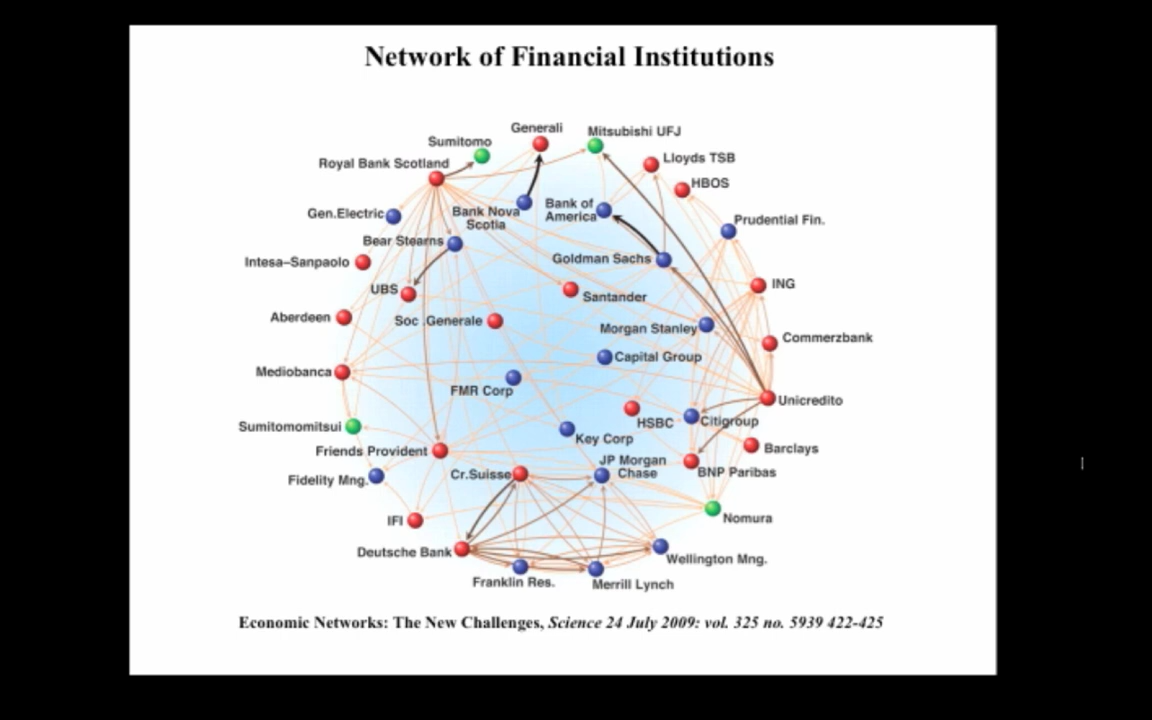 Network of Financial Institutions
Generali
Mitsubishi UFJ
Sumitomo
Lloyds TSB
Royal Bank Scotland
HBOS
Gen.Electric
Bank Nova
Scotia
Bank of
America
Prudential Fin.
Bear Stearns
Goldman Sachs
Intesa–Sanpaolo
ING
UBS
Santander
Aberdeen
Soc .Generale
Morgan Stanley
Commerzbank
Capital Group
Mediobanca
FMR Corp
Unicredito
HSBC
Citigroup
Sumitomomitsui
Key Corp
Friends Provident
Barclays
JP Morgan
Chase
BNP Paribas
Cr.Suisse
Fidelity Mng.
IFI
Nomura
Deutsche Bank
Wellington Mng.
Franklin Res.
Merrill Lynch
Economic Networks: The New Challenges, Science 24 July 2009: vol. 325 no. 5939 422-425